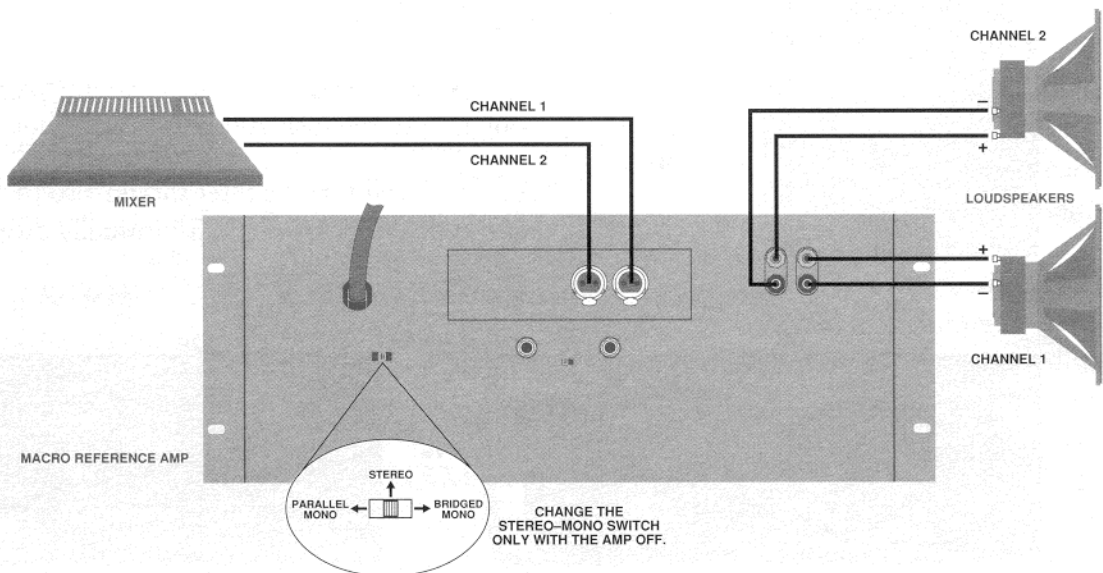 CHANNEL 2
CHANNEL 1
–
CHANNEL 2
+
MIXER
LOUDSPEAKERS
+
–
CHANNEL 1
MACRO REFERENCE AMP
STEREO
PARALLEL
MONO
BRIDGED
MONO
CHANGE THE
STEREO–MONO SWITCH
ONLY WITH THE AMP OFF.